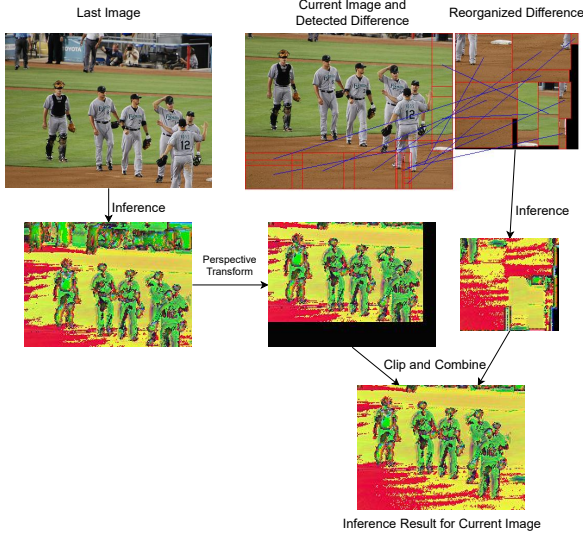 Last Image
Current Image and
Detected Difference
Reorganized Difference
TOYOTA
12
12
Inference
Inference
Perspective
Transform
Clip and Combine
Inference Result for Current Image